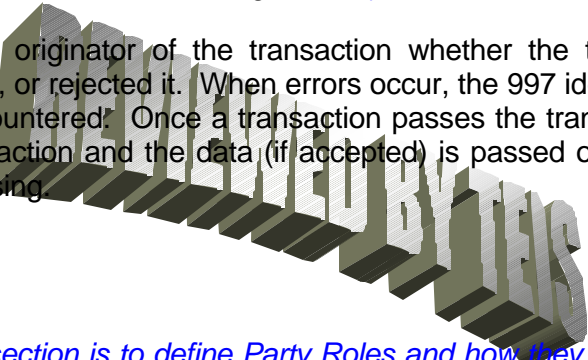 originator of the transaction whether the t
, or rejected it. When errors occur, the 997 id
ountered. Once a transaction passes the tran
action and the data (if accepted) is passed o
sing.
REVIEWED BY
section is to define Party Roles and how they